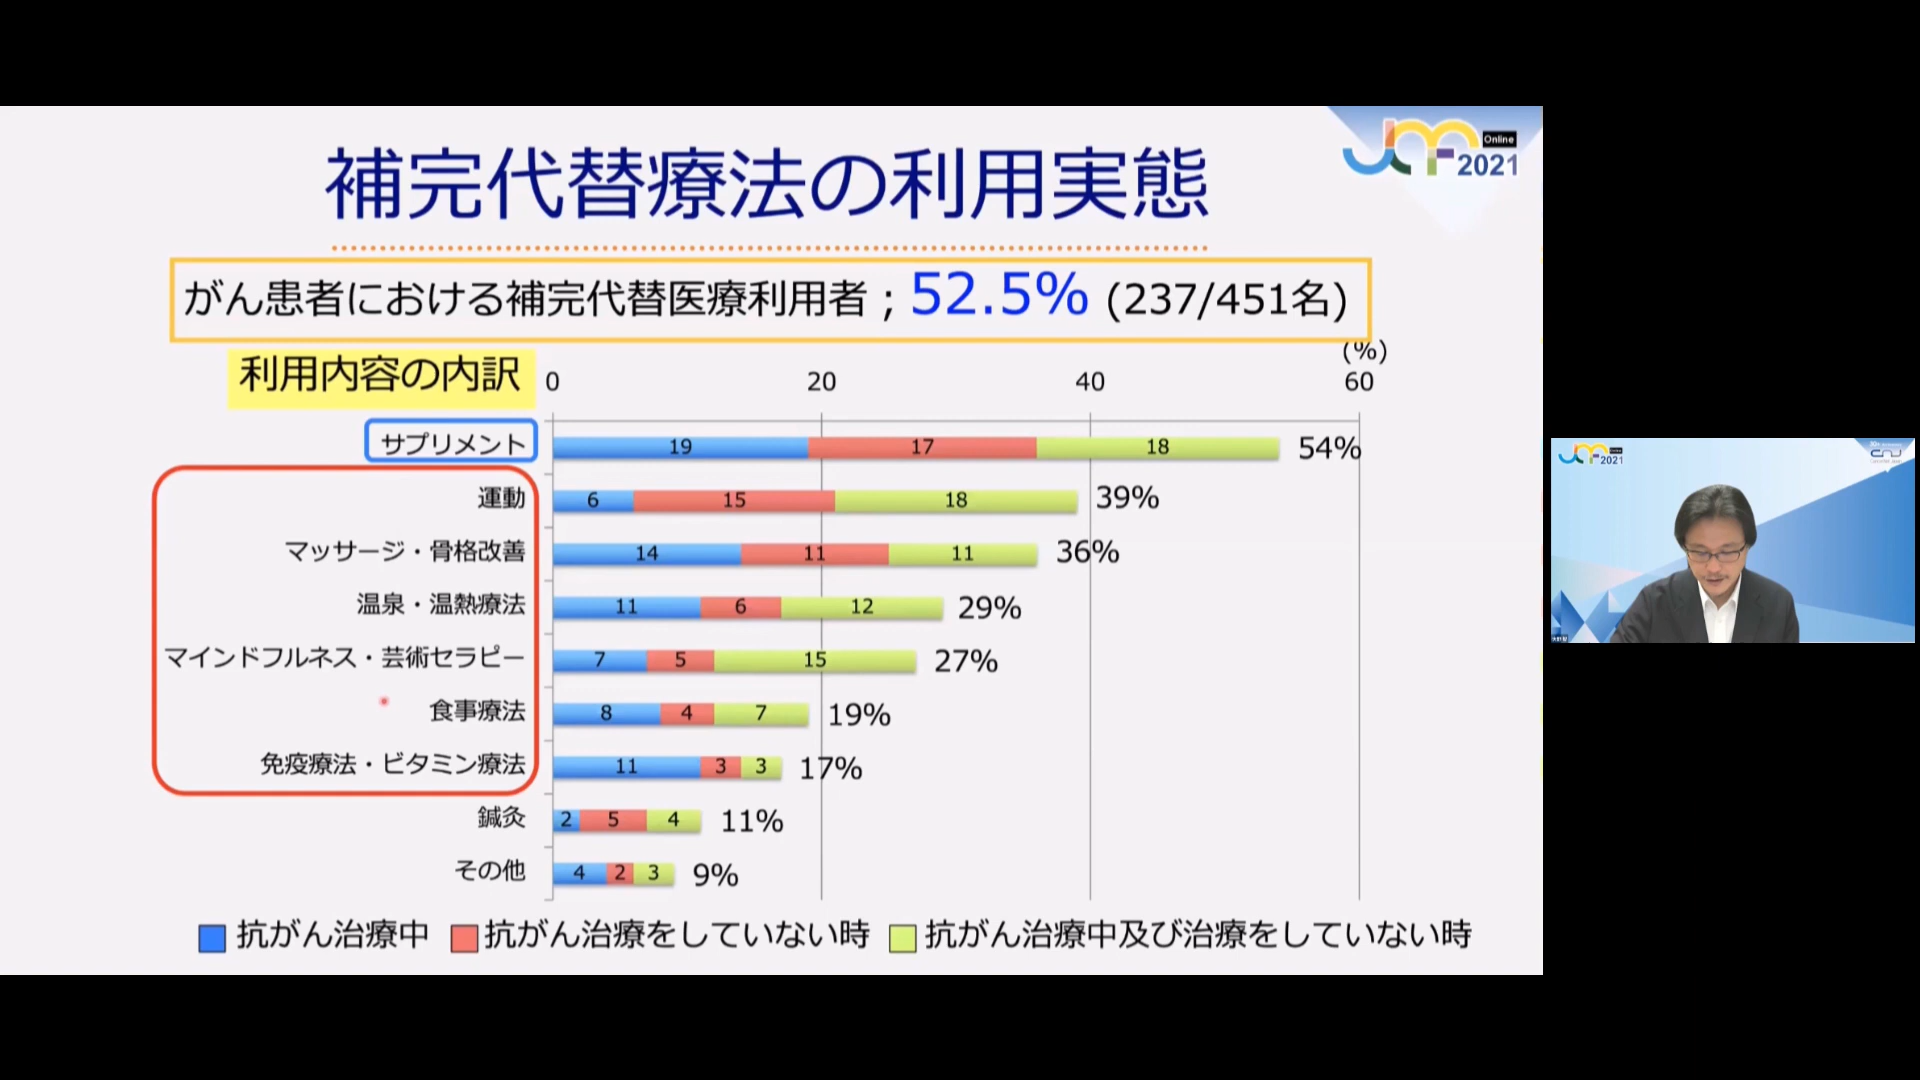 補完代替療法の利用実態
Online
2021
がん患者における補完代替医療利用者；52.5% (237/451名)
(%)
利用内容の内訳
0 20 40 60
サプリメント 19 17 18 54%
運動 6 15 18 39%
マッサージ・骨格改善 14 11 11 36%
温泉・温熱療法 11 6 12 29%
マインドフルネス・芸術セラピー 7 5 15 27%
食事療法 8 4 7 19%
免疫療法・ビタミン療法 11 3 3 17%
鍼灸 2 5 4 11%
その他 4 2 3 9%
抗がん治療中 抗がん治療をしていない時 抗がん治療中及び治療をしていない時
2021